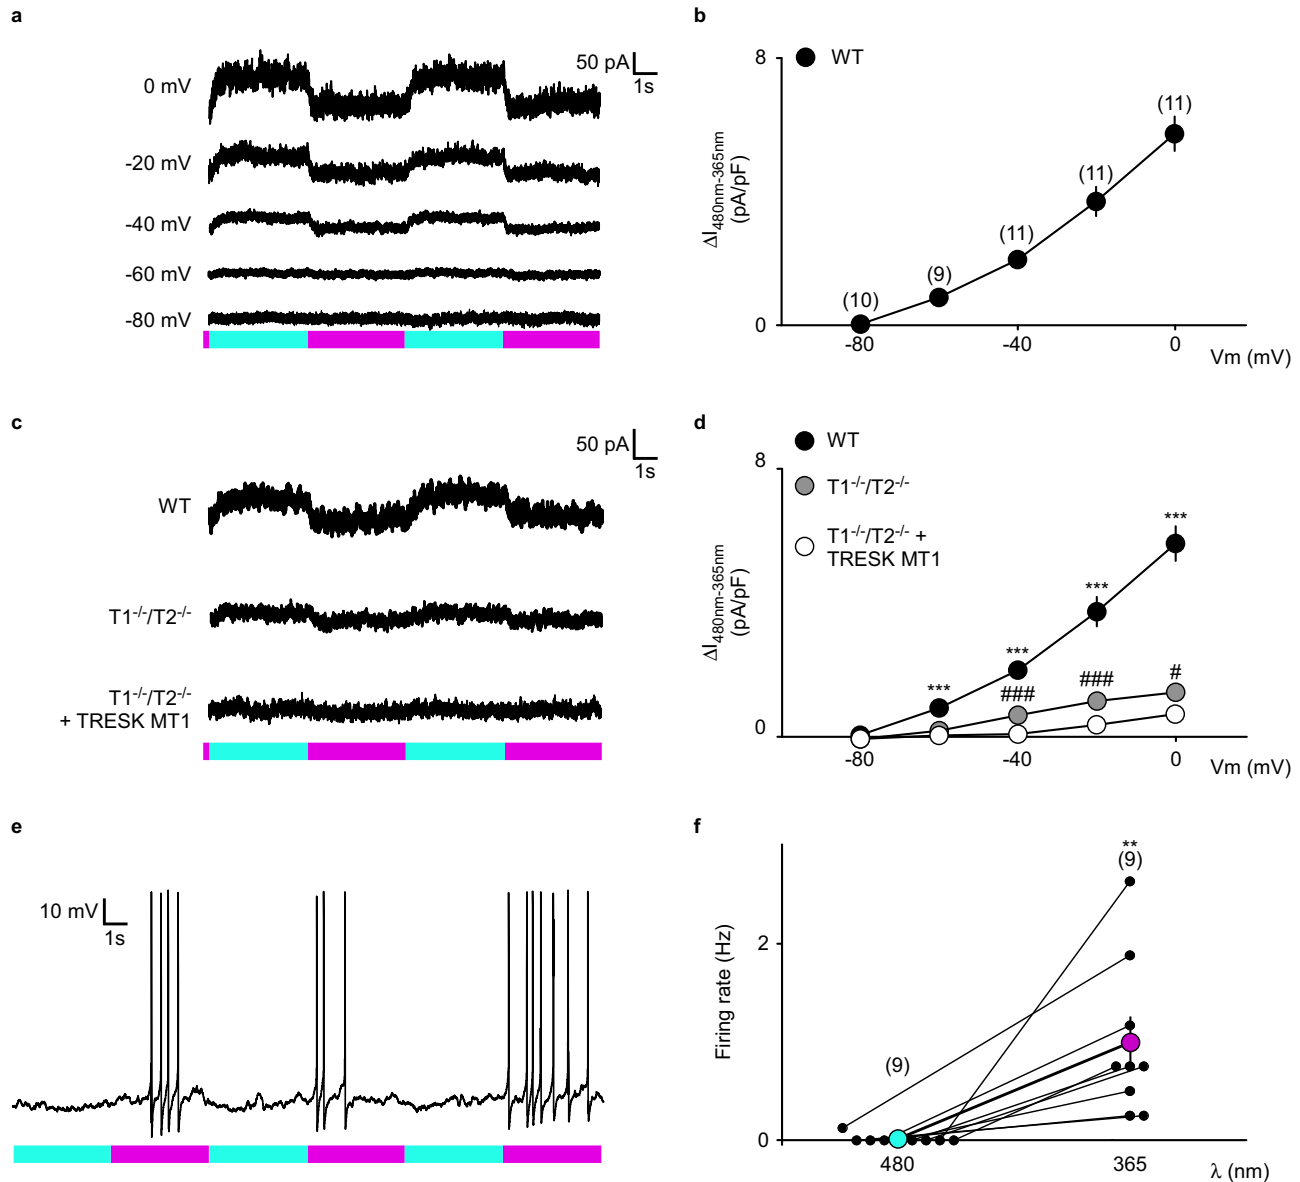 a
0 mV
-20 mV
-40 mV
-60 mV
-80 mV
50 pA
1s
b
8
WT
(11)
(11)
(11)
(9)
(10)
ΔI480nm-365nm
(pA/pF)
0
-80
-40
0
Vm (mV)
c
50 pA
1s
WT
T1-/-/T2-/-
T1-/-/T2-/-
+ TRESK MT1
d
WT
T1-/-/T2-/-
T1-/-/T2-/- +
TRESK MT1
8
***
***
***
***
###
###
#
ΔI480nm-365nm
(pA/pF)
0
-80
-40
0
Vm (mV)
e
10 mV
1s
f
**
(9)
2
Firing rate (Hz)
(9)
0
480
365
λ (nm)